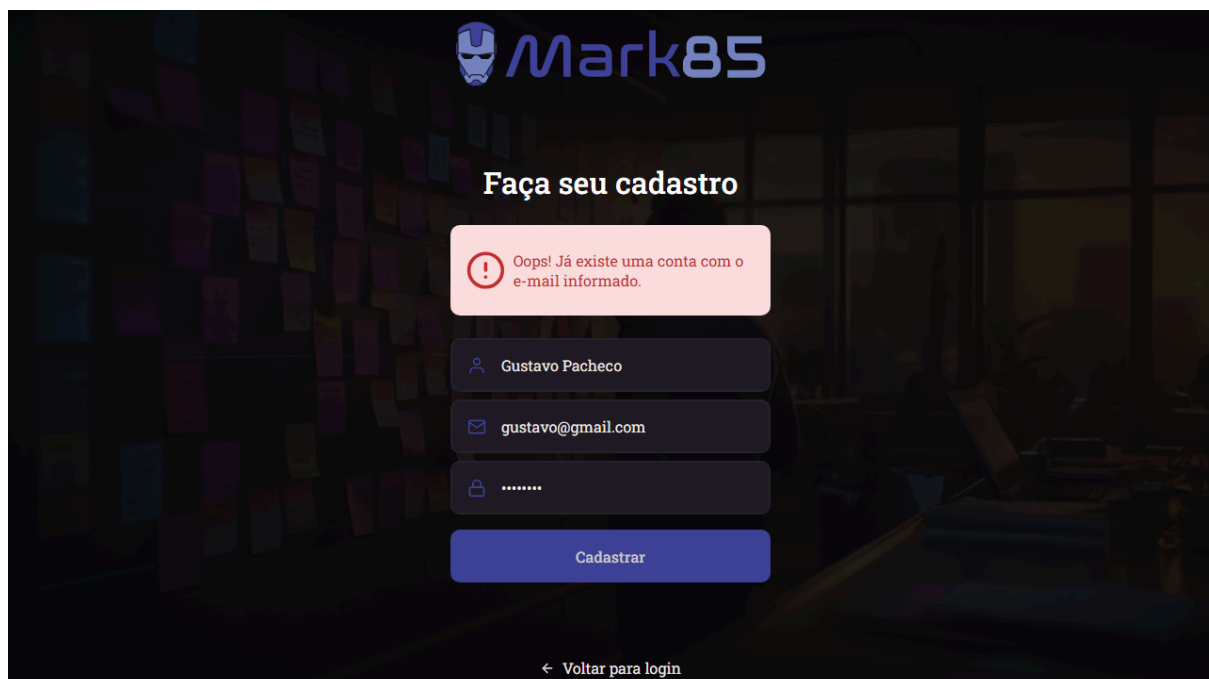 Mark85
Faça seu cadastro
Oops! Já existe uma conta com o
e-mail informado.
Gustavo Pacheco
gustavo@gmail.com
••••••••
Cadastrar
← Voltar para login